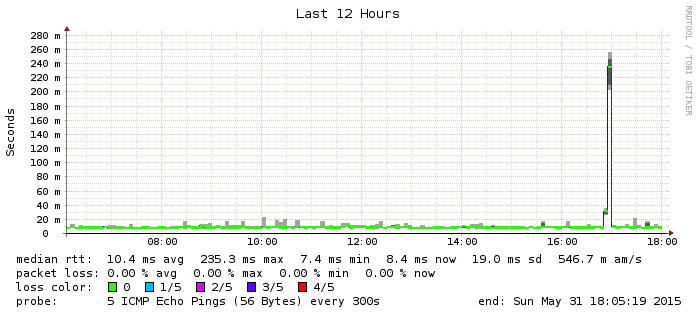 Last 12 Hours
RRDTOOL / TOBI OETIKER
Seconds
280 m
260 m
240 m
220 m
200 m
180 m
160 m
140 m
120 m
100 m
80 m
60 m
40 m
20 m
0
08:00 10:00 12:00 14:00 16:00 18:00
median rtt: 10.4 ms avg 235.3 ms max 7.4 ms min 8.4 ms now 19.0 ms sd 546.7 m am/s
packet loss: 0.00 % avg 0.00 % max 0.00 % min 0.00 % now
loss color: 0 1/5 2/5 3/5 4/5
probe: 5 ICMP Echo Pings (56 Bytes) every 300s end: Sun May 31 18:05:19 2015